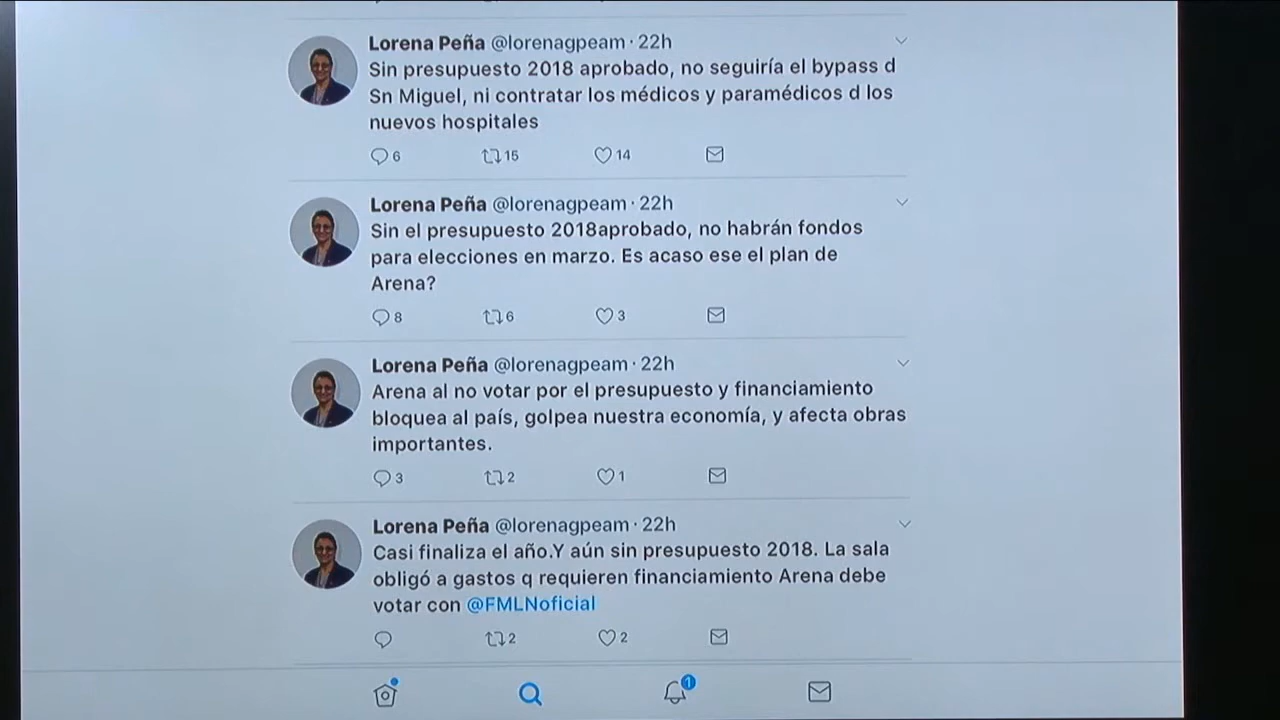 Lorena Peña @lorenagpeam · 22h
Sin presupuesto 2018 aprobado, no seguiría el bypass d
Sn Miguel, ni contratar los médicos y paramédicos d los
nuevos hospitales
6 15 14
Lorena Peña @lorenagpeam · 22h
Sin el presupuesto 2018aprobado, no habrán fondos
para elecciones en marzo. Es acaso ese el plan de
Arena?
8 6 3
Lorena Peña @lorenagpeam · 22h
Arena al no votar por el presupuesto y financiamiento
bloquea al país, golpea nuestra economía, y afecta obras
importantes.
3 2 1
Lorena Peña @lorenagpeam · 22h
Casi finaliza el año.Y aún sin presupuesto 2018. La sala
obligó a gastos q requieren financiamiento Arena debe
votar con @FMLNoficial
2 2
1